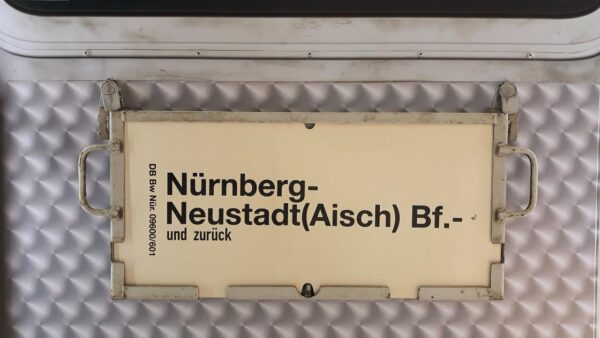 DB Bw Nür. 09600/601
Nürnberg-
Neustadt(Aisch) Bf.-
und zurück